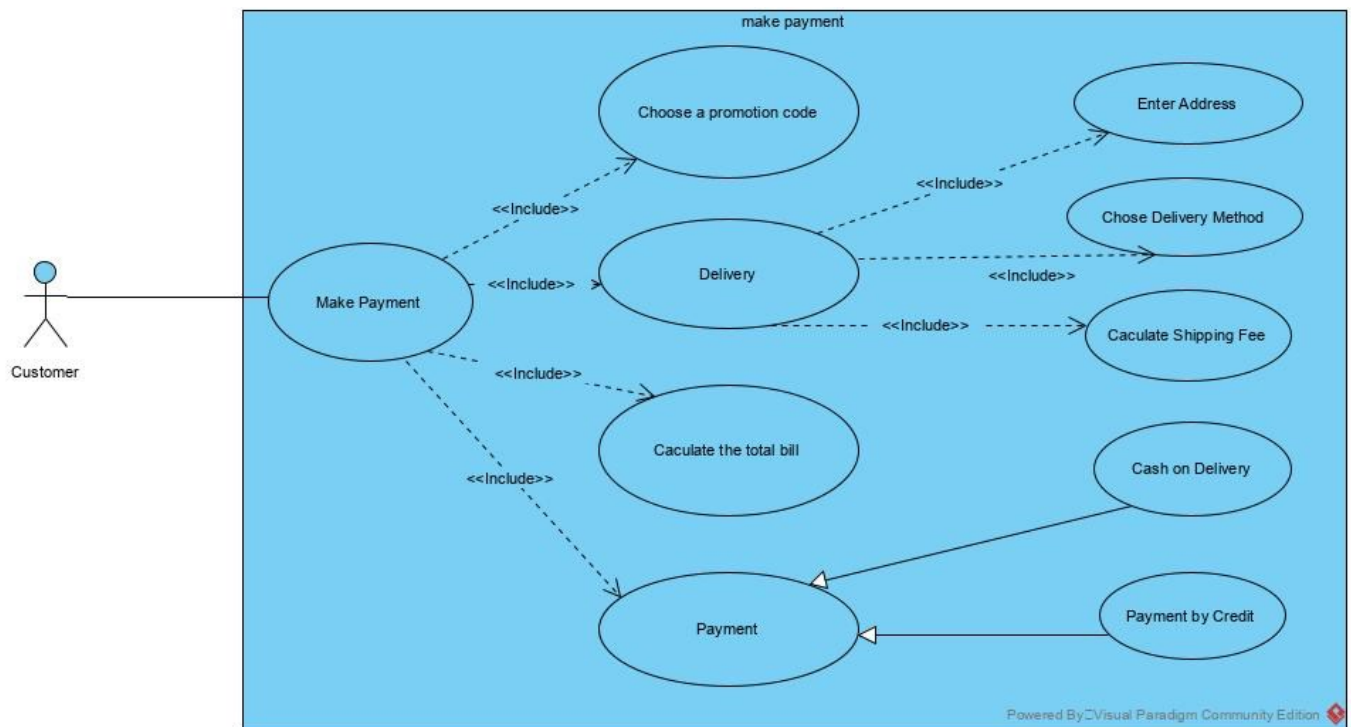 make payment
Choose a promotion code
Enter Address
<<Include>>
<<Include>>
Chose Delivery Method
Delivery
<<Include>>
<<Include>>
Make Payment
<<Include>>
Caculate Shipping Fee
Customer
<<Include>>
Caculate the total bill
Cash on Delivery
<<Include>>
Payment
Payment by Credit
Powered By Visual Paradigm Community Edition